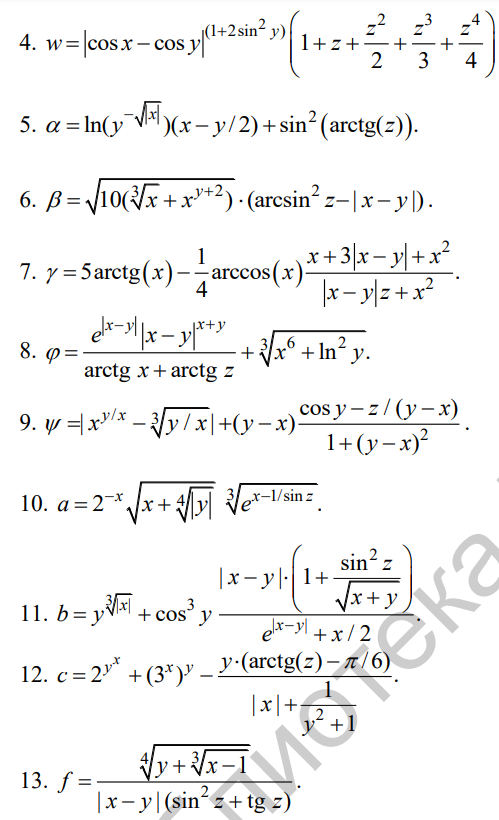 4. w = |cos x − cos y|^(1+2sin² y) (1 + z + z²/2 + z³/3 + z⁴/4)
5. α = ln(y^(−√|x|))(x − y/2) + sin²(arctg(z)).
6. β = √(10(∛x + x^(y+2))) · (arcsin² z − |x − y|).
7. γ = 5arctg(x) − 1/4 arccos(x) (x + 3|x − y| + x²)/(|x − y|z + x²).
8. φ = (e^|x−y| |x − y|^(x+y))/(arctg x + arctg z) + ∛(x⁶ + ln² y).
9. ψ = |x^(y/x) − ∛(y/x)| + (y − x) (cos y − z/(y − x))/(1 + (y − x)²).
10. a = 2^(−x) √(x + ∜|y|) ∛(e^(x−1/sin z)).
11. b = y^(∛|x|) + cos³ y (|x − y|·(1 + sin² z/√(x + y)))/(e^|x−y| + x/2).
12. c = 2^(y^x) + (3^x)^y − (y·(arctg(z) − π/6))/(|x| + 1/(y² + 1)).
13. f = ∜(y + ∛(x − 1))/(|x − y|(sin² z + tg z)).